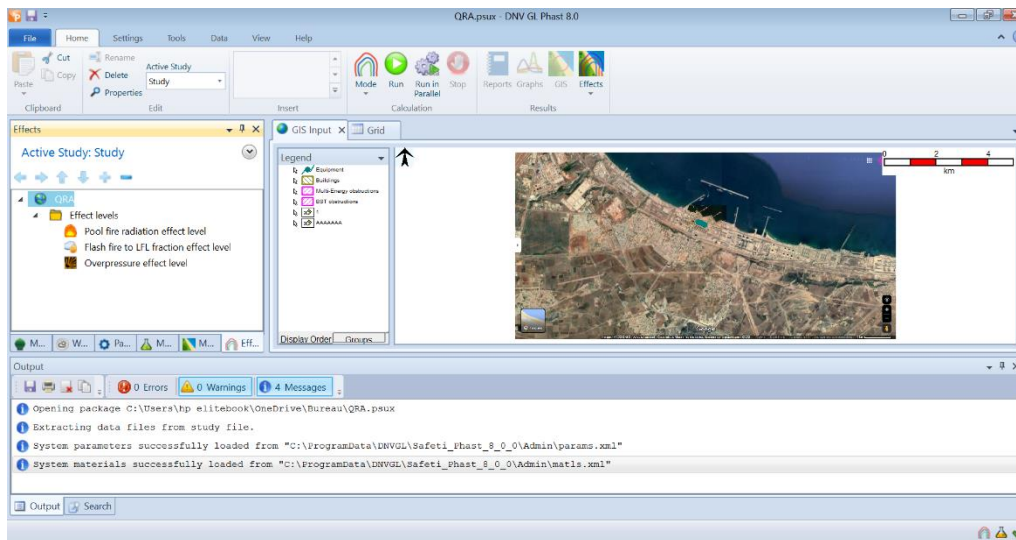 QRA.psux - DNV GL Phast 8.0
File Home Settings Tools Data View Help
Paste
Cut
Copy
Clipboard
Rename
Delete
Properties
Active Study
Study
Edit
Insert
Mode
Run
Run in Parallel
Stop
Calculation
Reports
Graphs
GIS
Effects
Results
Effects
Active Study: Study
QRA
Effect levels
Pool fire radiation effect level
Flash fire to LFL fraction effect level
Overpressure effect level
M... W... Pa... M... M... Eff...
GIS Input
Grid
Legend
Equipment
Buildings
Multi-Energy obstructions
BST obstructions
1
AAAAAAA
Display Order Groups
0 2 4
km
Output
0 Errors 0 Warnings 4 Messages
Opening package C:\Users\hp elitebook\OneDrive\Bureau\QRA.psux
Extracting data files from study file.
System parameters successfully loaded from "C:\ProgramData\DNVGL\Safeti_Phast_8_0_0\Admin\params.xml"
System materials successfully loaded from "C:\ProgramData\DNVGL\Safeti_Phast_8_0_0\Admin\matls.xml"
Output Search